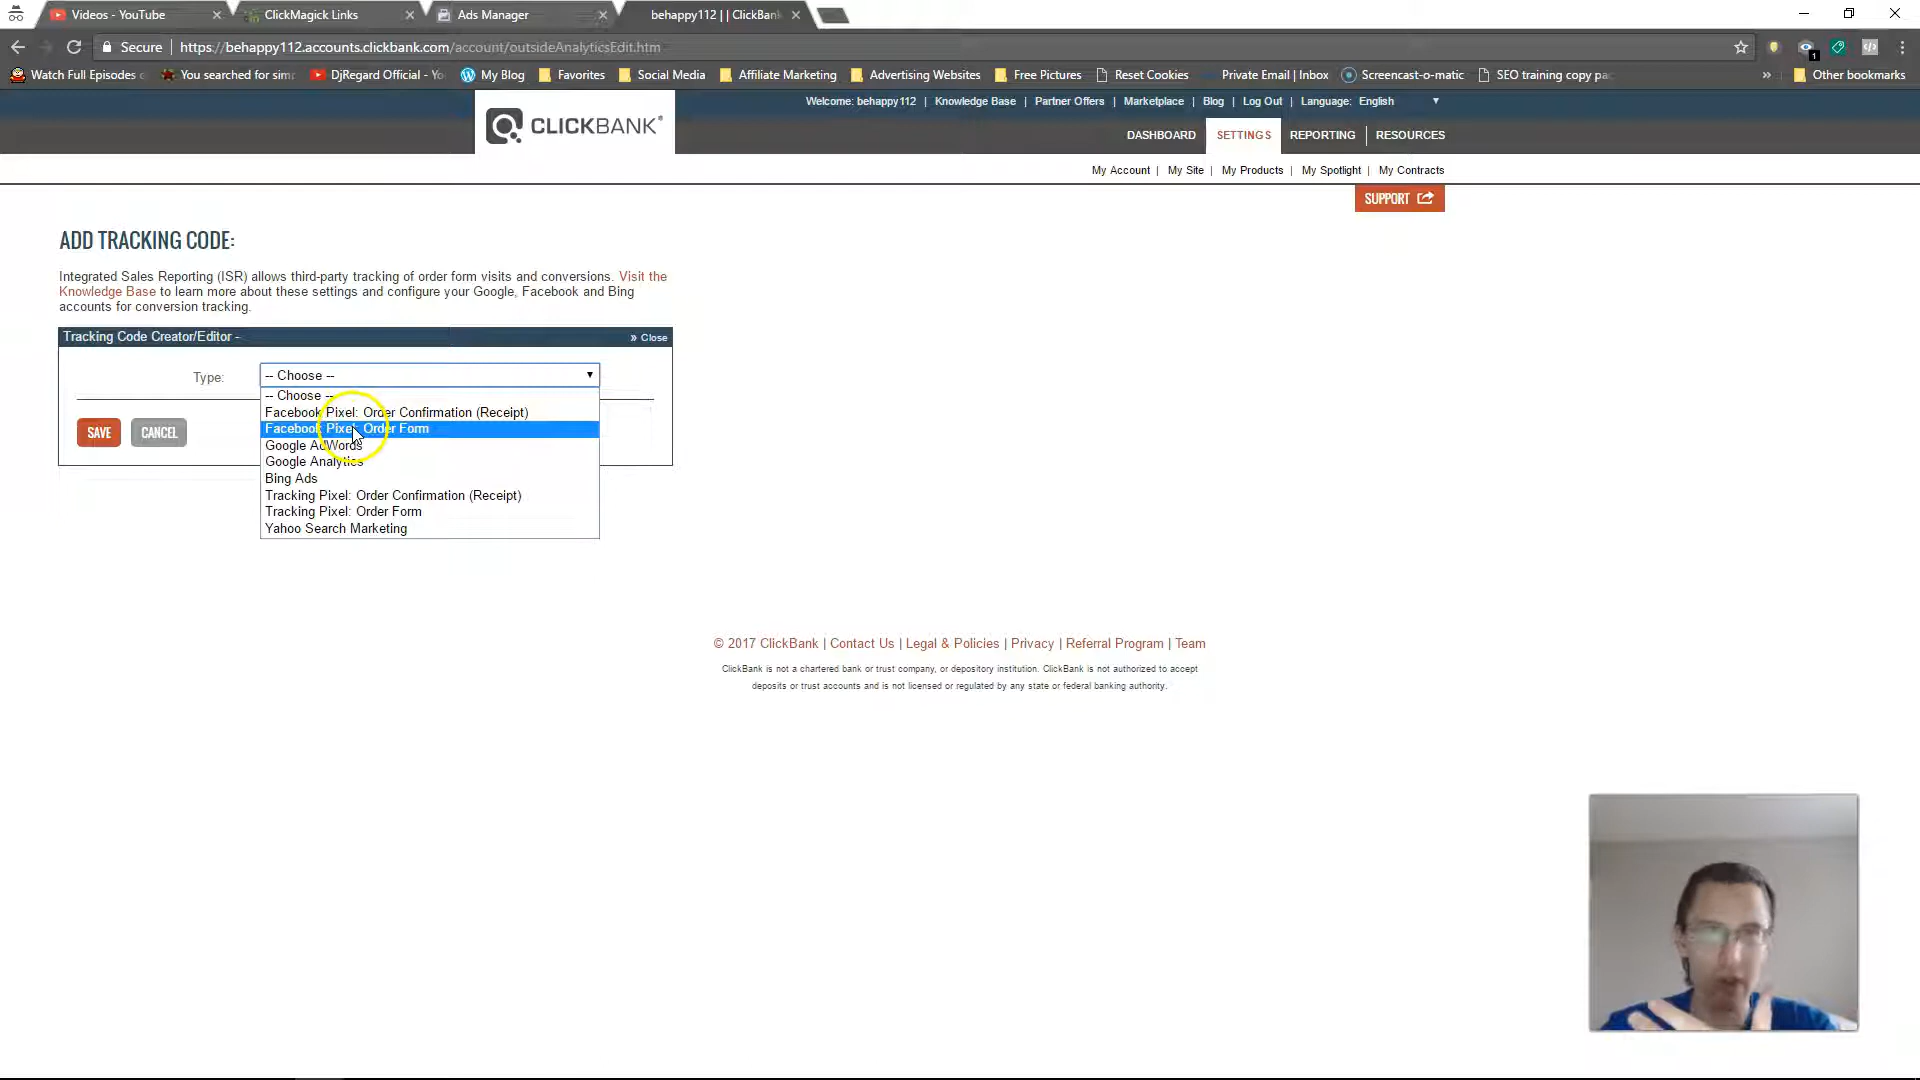 Videos - YouTube
ClickMagick Links
Ads Manager
behappy112 | | ClickBank
Secure
https://behappy112.accounts.clickbank.com/account/outsideAnalyticsEdit.htm
1
Watch Full Episodes
You searched for sim
DjRegard Official - Yo
My Blog
Favorites
Social Media
Affiliate Marketing
Advertising Websites
Free Pictures
Reset Cookies
Private Email | Inbox
Screencast-o-matic
SEO training copy pa
»
Other bookmarks
CLICKBANK®
Welcome: behappy112 | Knowledge Base | Partner Offers | Marketplace | Blog | Log Out | Language: English
DASHBOARD
SETTINGS
REPORTING
RESOURCES
My Account | My Site | My Products | My Spotlight | My Contracts
SUPPORT
ADD TRACKING CODE:
Integrated Sales Reporting (ISR) allows third-party tracking of order form visits and conversions. Visit the
Knowledge Base to learn more about these settings and configure your Google, Facebook and Bing
accounts for conversion tracking.
Tracking Code Creator/Editor -
» Close
Type:
-- Choose --
-- Choose --
Facebook Pixel: Order Confirmation (Receipt)
Facebook Pixel: Order Form
Google AdWords
Google Analytics
Bing Ads
Tracking Pixel: Order Confirmation (Receipt)
Tracking Pixel: Order Form
Yahoo Search Marketing
SAVE
CANCEL
© 2017 ClickBank | Contact Us | Legal & Policies | Privacy | Referral Program | Team
ClickBank is not a chartered bank or trust company, or depository institution. ClickBank is not authorized to accept
deposits or trust accounts and is not licensed or regulated by any state or federal banking authority.